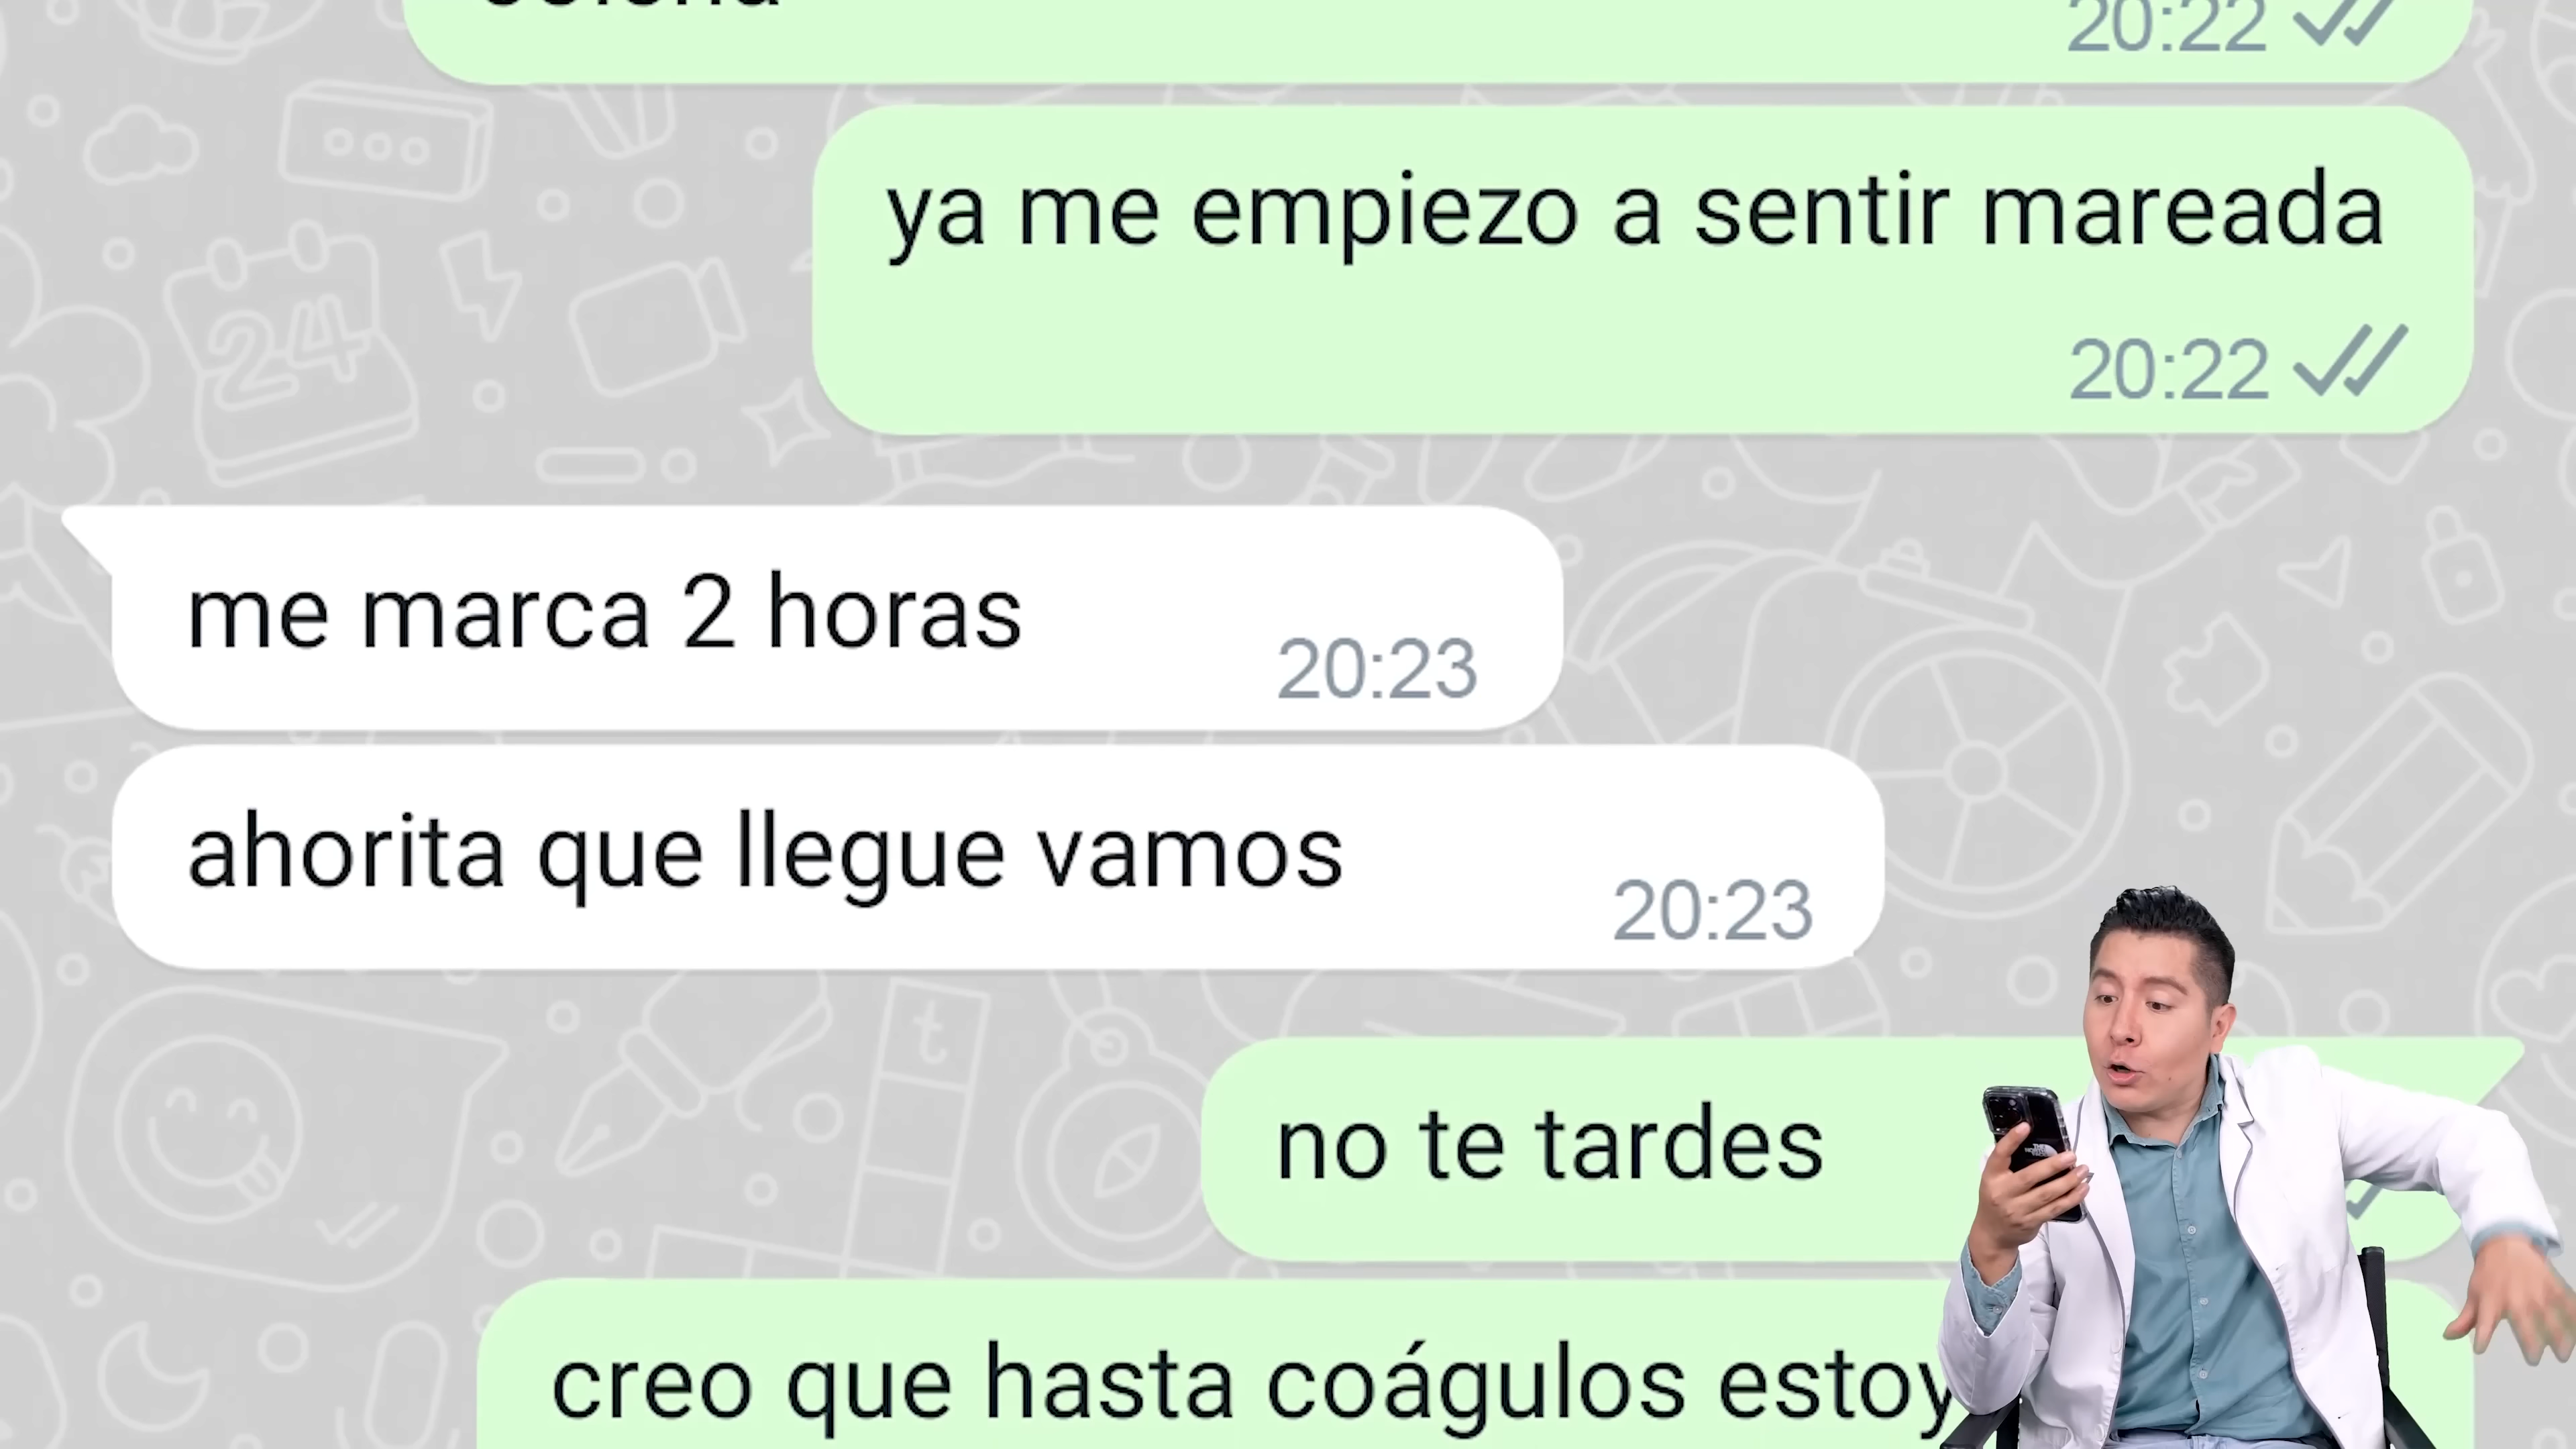 20:22
ya me empiezo a sentir mareada
20:22
me marca 2 horas
20:23
ahorita que llegue vamos
20:23
no te tardes
creo que hasta coágulos estoy